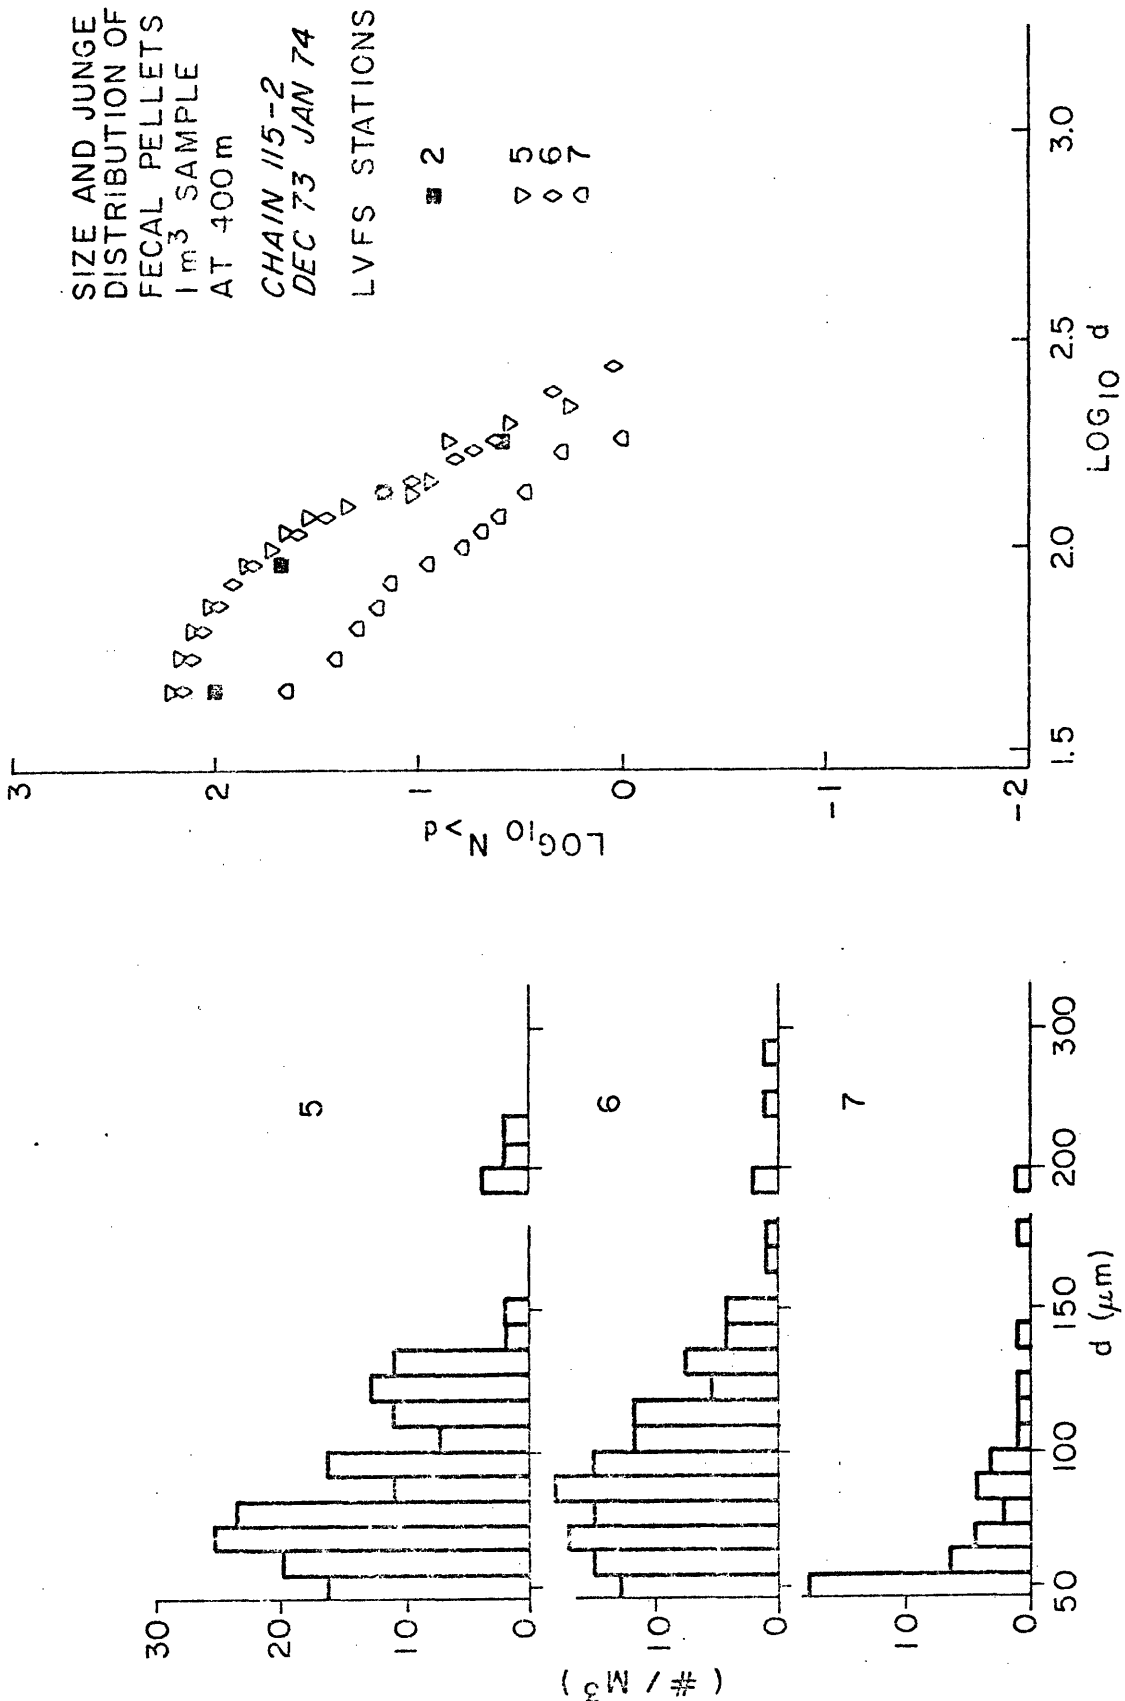 SIZE AND JUNGE
DISTRIBUTION OF
FECAL PELLETS
1 m³ SAMPLE
AT 400 m
CHAIN 115-2
DEC 73 JAN 74
LVFS STATIONS
■ 2
▽ 5
◇ 6
⌂ 7
3
2
1
0
-1
-2
LOG10 N>d
1.5
2.0
2.5
3.0
LOG10 d
30
20
10
0
5
10
0
6
10
0
7
(#/M³)
50
100
150
200
300
d (μm)